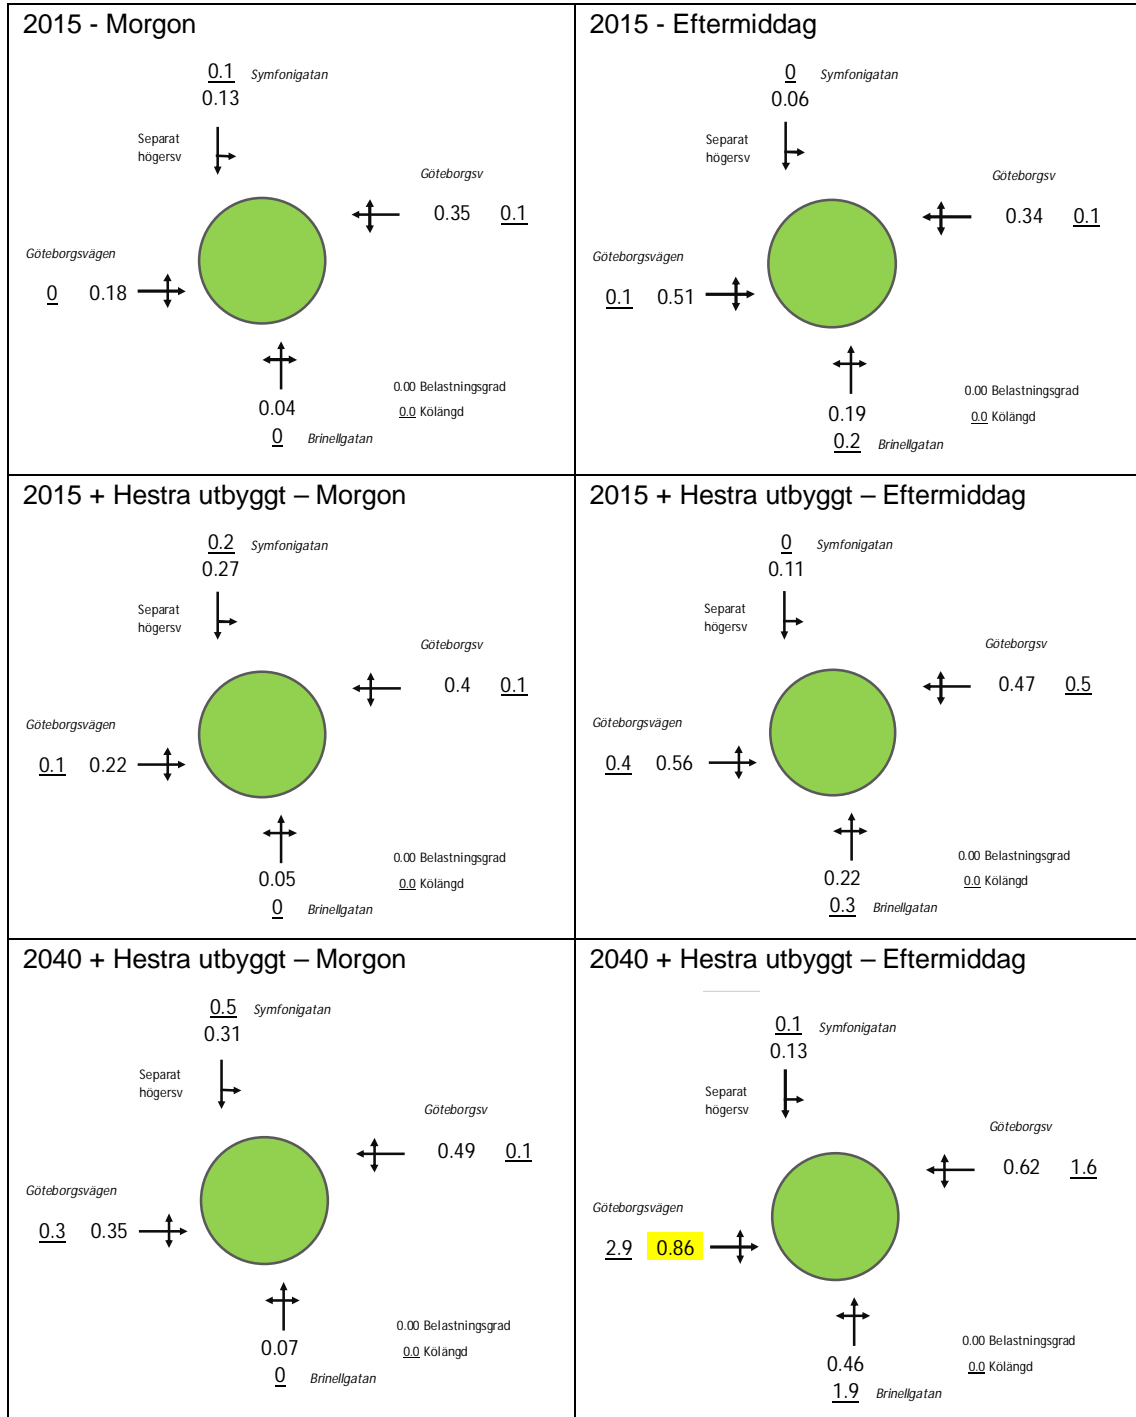 2015 - Morgon
0.1 Symfonigatan
0.13
Separat
högersv
Göteborgsv
0.35 0.1
Göteborgsvägen
0 0.18
0.00 Belastningsgrad
0.04
0.0 Kölängd
0 Brinellgatan
2015 - Eftermiddag
0 Symfonigatan
0.06
Separat
högersv
Göteborgsv
0.34 0.1
Göteborgsvägen
0.1 0.51
0.00 Belastningsgrad
0.19
0.0 Kölängd
0.2 Brinellgatan
2015 + Hestra utbyggt – Morgon
0.2 Symfonigatan
0.27
Separat
högersv
Göteborgsv
0.4 0.1
Göteborgsvägen
0.1 0.22
0.00 Belastningsgrad
0.05
0.0 Kölängd
0 Brinellgatan
2015 + Hestra utbyggt – Eftermiddag
0 Symfonigatan
0.11
Separat
högersv
Göteborgsv
0.47 0.5
Göteborgsvägen
0.4 0.56
0.00 Belastningsgrad
0.22
0.0 Kölängd
0.3 Brinellgatan
2040 + Hestra utbyggt – Morgon
0.5 Symfonigatan
0.31
Separat
högersv
Göteborgsv
0.49 0.1
Göteborgsvägen
0.3 0.35
0.00 Belastningsgrad
0.07
0.0 Kölängd
0 Brinellgatan
2040 + Hestra utbyggt – Eftermiddag
0.1 Symfonigatan
0.13
Separat
högersv
Göteborgsv
0.62 1.6
Göteborgsvägen
2.9 0.86
0.00 Belastningsgrad
0.46
0.0 Kölängd
1.9 Brinellgatan